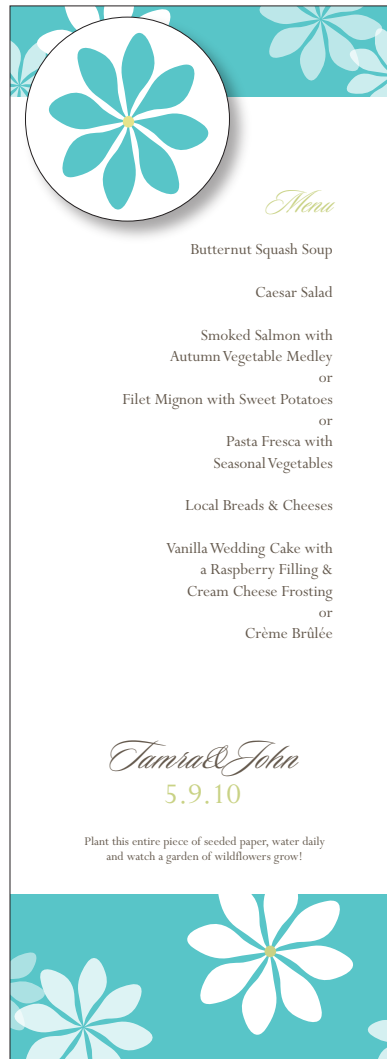 Menu
Butternut Squash Soup
Caesar Salad
Smoked Salmon with
Autumn Vegetable Medley
or
Filet Mignon with Sweet Potatoes
or
Pasta Fresca with
Seasonal Vegetables
Local Breads & Cheeses
Vanilla Wedding Cake with
a Raspberry Filling &
Cream Cheese Frosting
or
Crème Brûlée
Tamra & John
5.9.10
Plant this entire piece of seeded paper, water daily
and watch a garden of wildflowers grow!